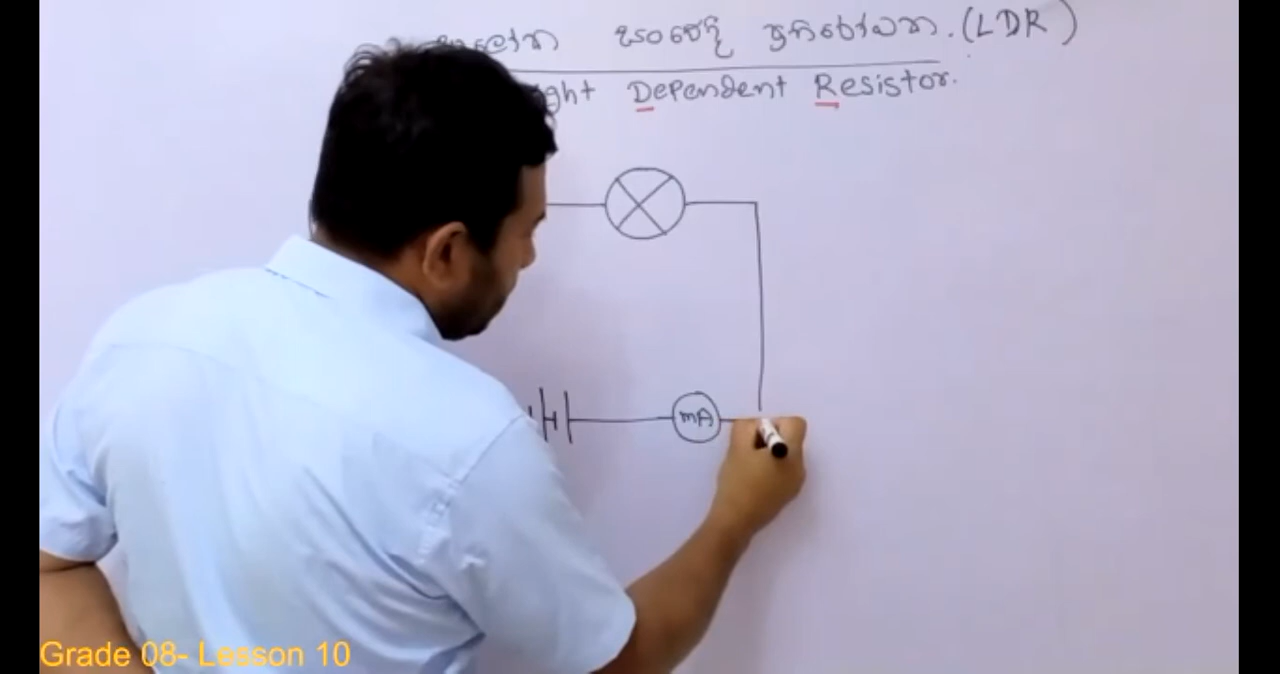 සංවේදී ප්‍රතිරෝධක. (LDR)
Dependent Resistor.
mA
Grade 08- Lesson 10